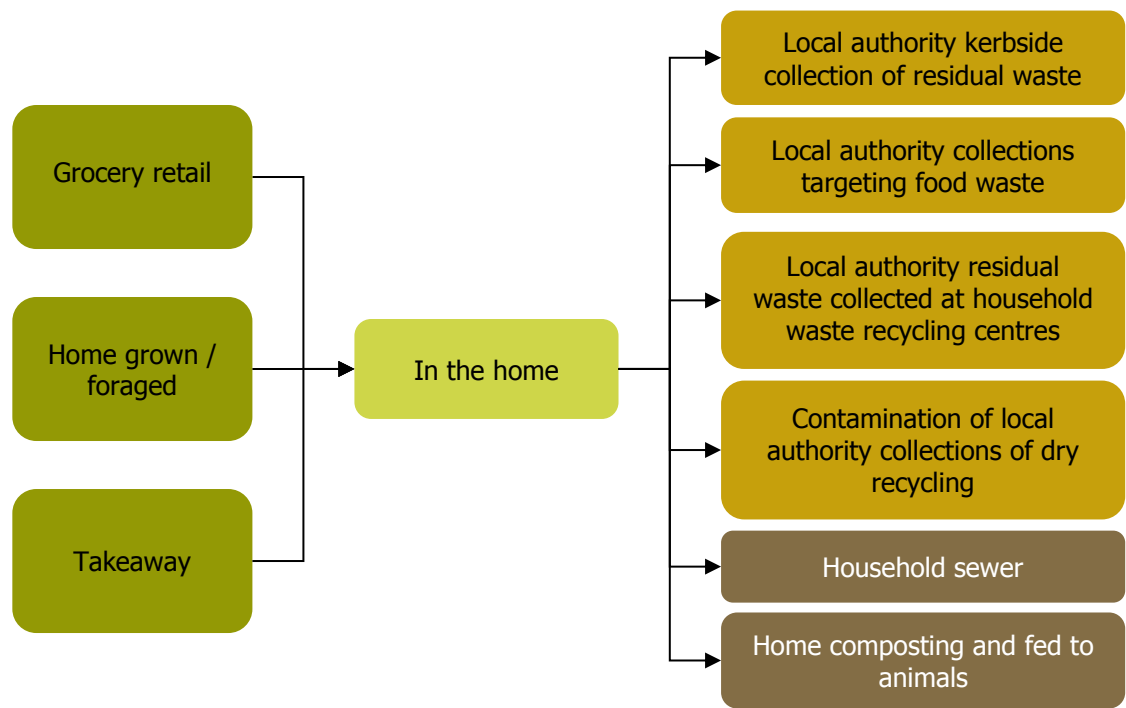 Grocery retail
Home grown /
foraged
Takeaway
In the home
Local authority kerbside
collection of residual waste
Local authority collections
targeting food waste
Local authority residual
waste collected at household
waste recycling centres
Contamination of local
authority collections of dry
recycling
Household sewer
Home composting and fed to
animals